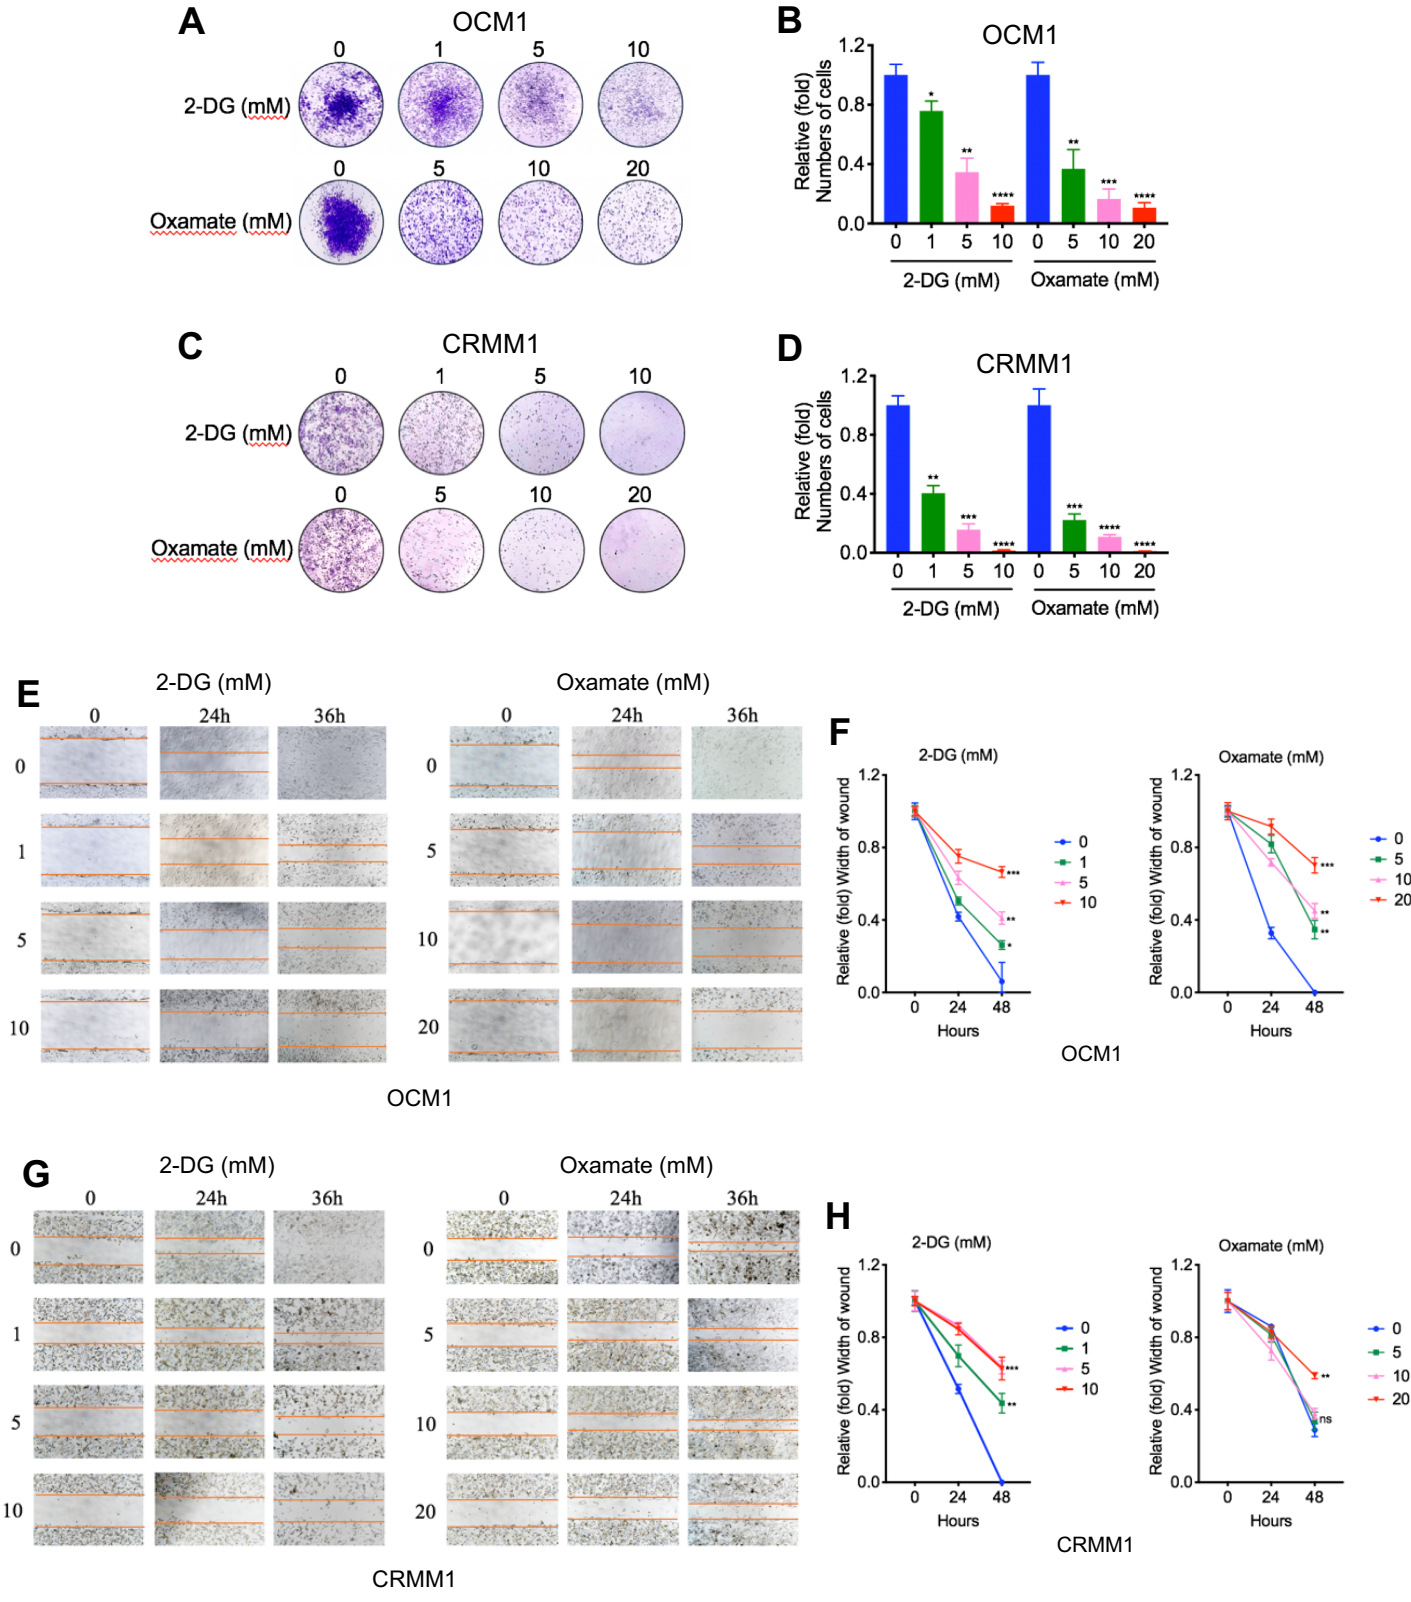 A
OCM1
0 1 5 10
2-DG (mM)
0 5 10 20
Oxamate (mM)
B
OCM1
Relative (fold)
Numbers of cells
1.2
0.8
0.4
0.0
* ** **** ** *** ****
0 1 5 10 0 5 10 20
2-DG (mM) Oxamate (mM)
C
CRMM1
0 1 5 10
2-DG (mM)
0 5 10 20
Oxamate (mM)
D
CRMM1
Relative (fold)
Numbers of cells
1.2
0.8
0.4
0.0
** *** **** *** **** ****
0 1 5 10 0 5 10 20
2-DG (mM) Oxamate (mM)
E
2-DG (mM) Oxamate (mM)
0 24h 36h 0 24h 36h
0 0
1 5
5 10
10 20
OCM1
F
2-DG (mM)
Relative (fold) Width of wound
1.2
0.8
0.4
0.0
***
**
*
0 24 48
Hours
0
1
5
10
Oxamate (mM)
Relative (fold) Width of wound
1.2
0.8
0.4
0.0
***
**
**
0 24 48
Hours
0
5
10
20
OCM1
G
2-DG (mM) Oxamate (mM)
0 24h 36h 0 24h 36h
0 0
1 5
5 10
10 20
CRMM1
H
2-DG (mM)
Relative (fold) Width of wound
1.2
0.8
0.4
0.0
***
**
0 24 48
Hours
0
1
5
10
Oxamate (mM)
Relative (fold) Width of wound
1.2
0.8
0.4
0.0
**
ns
0 24 48
Hours
0
5
10
20
CRMM1